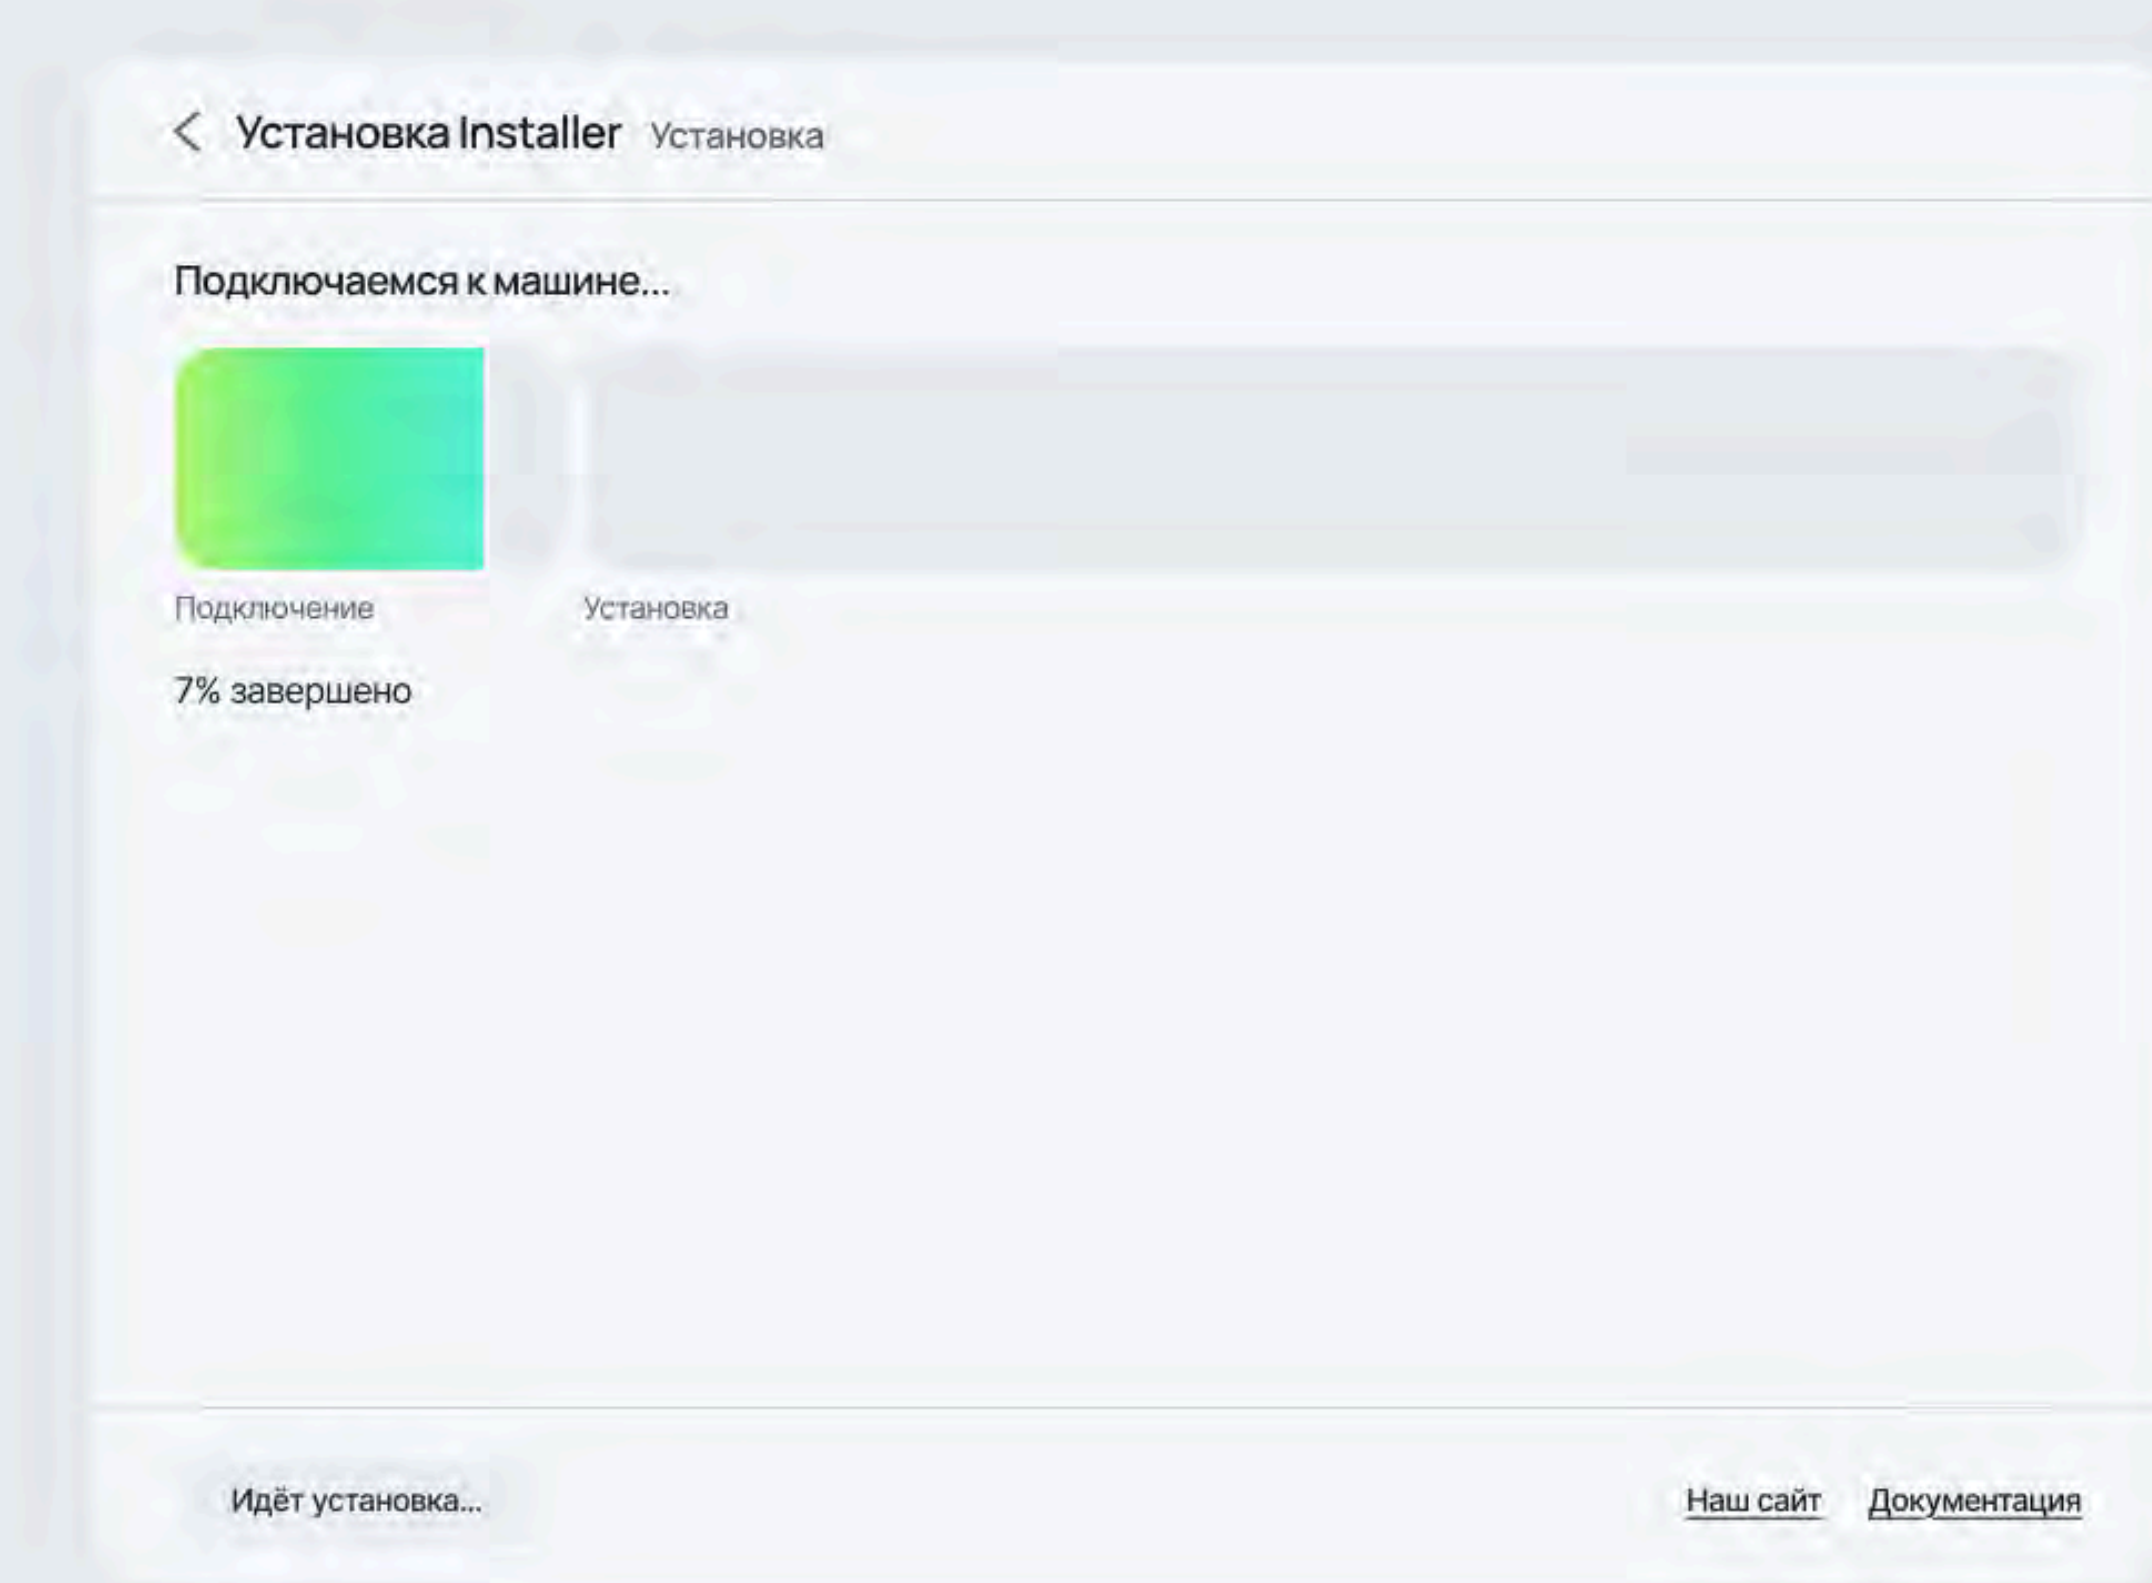 Установка Installer Установка
Подключаемся к машине...
Подключение Установка
7% завершено
Идёт установка... Наш сайт Документация